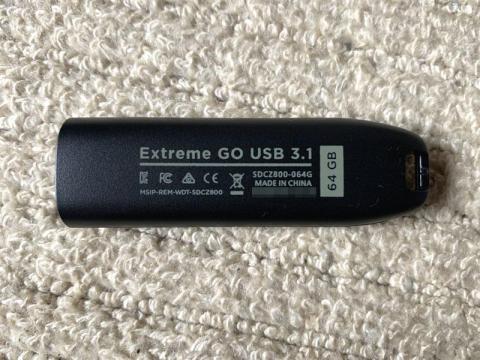 Extreme GO USB 3.1
SDCZ800-064G
MADE IN CHINA
MSIP-REM-WDT-SDCZ800
64 GB